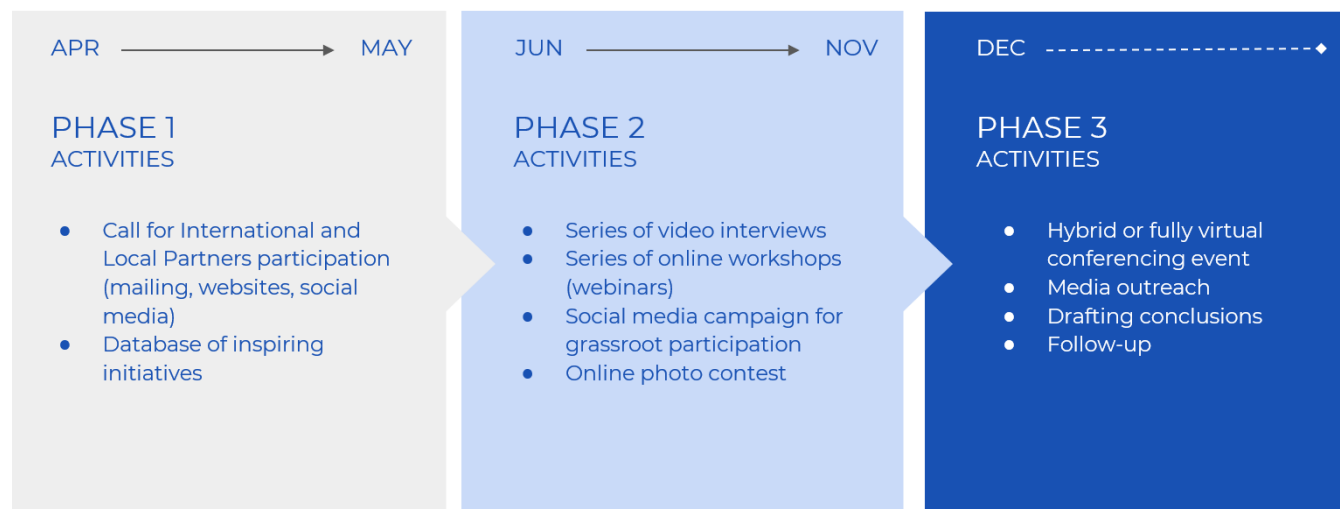 APR MAY
PHASE 1
ACTIVITIES
● Call for International and
Local Partners participation
(mailing, websites, social
media)
● Database of inspiring
initiatives
JUN NOV
PHASE 2
ACTIVITIES
● Series of video interviews
● Series of online workshops
(webinars)
● Social media campaign for
grassroot participation
● Online photo contest
DEC
PHASE 3
ACTIVITIES
● Hybrid or fully virtual
conferencing event
● Media outreach
● Drafting conclusions
● Follow-up